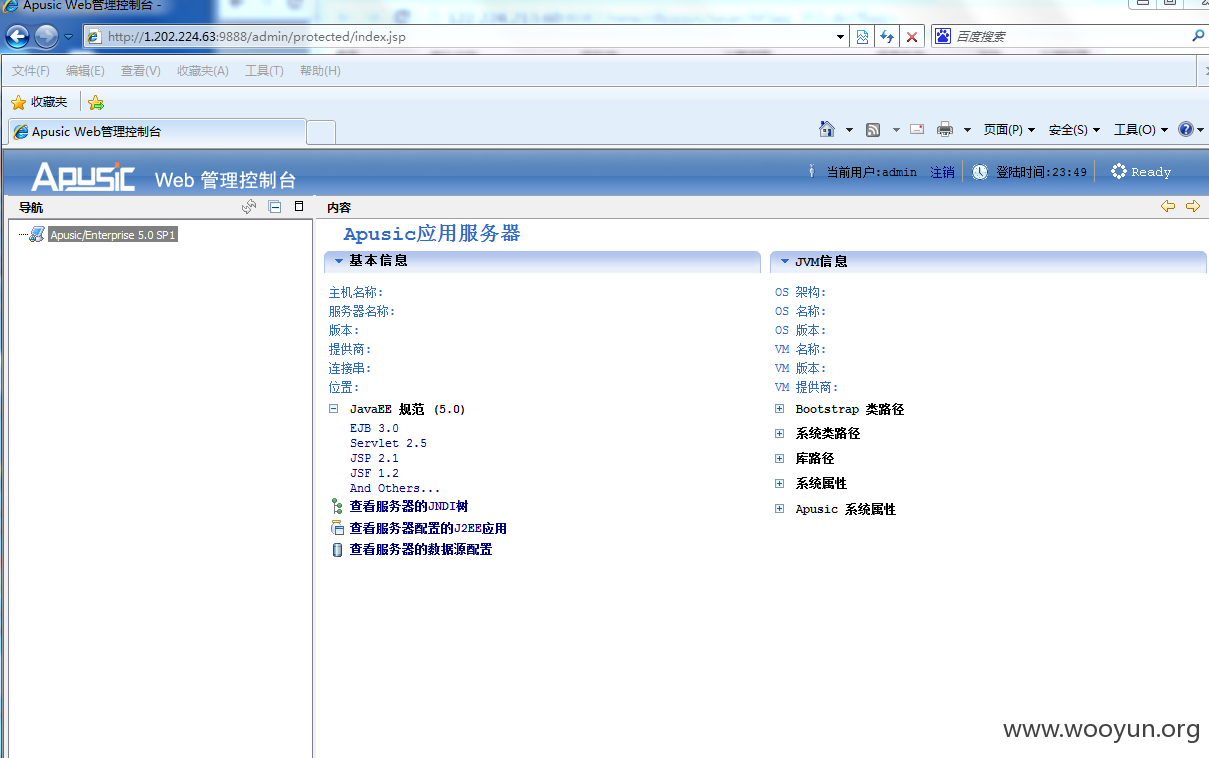 Apusic Web管理控制台 -
http://1.202.224.63:9888/admin/protected/index.jsp
百度搜索
文件(F) 编辑(E) 查看(V) 收藏夹(A) 工具(T) 帮助(H)
收藏夹
Apusic Web管理控制台
页面(P) 安全(S) 工具(O)
Apusic Web 管理控制台
当前用户:admin 注销 登陆时间:23:49 Ready
导航
Apusic/Enterprise 5.0 SP1
内容
Apusic应用服务器
基本信息
主机名称:
服务器名称:
版本:
提供商:
连接串:
位置:
JavaEE 规范 (5.0)
EJB 3.0
Servlet 2.5
JSP 2.1
JSF 1.2
And Others...
查看服务器的JNDI树
查看服务器配置的J2EE应用
查看服务器的数据源配置
JVM信息
OS 架构:
OS 名称:
OS 版本:
VM 名称:
VM 版本:
VM 提供商:
Bootstrap 类路径
系统类路径
库路径
系统属性
Apusic 系统属性
www.wooyun.org